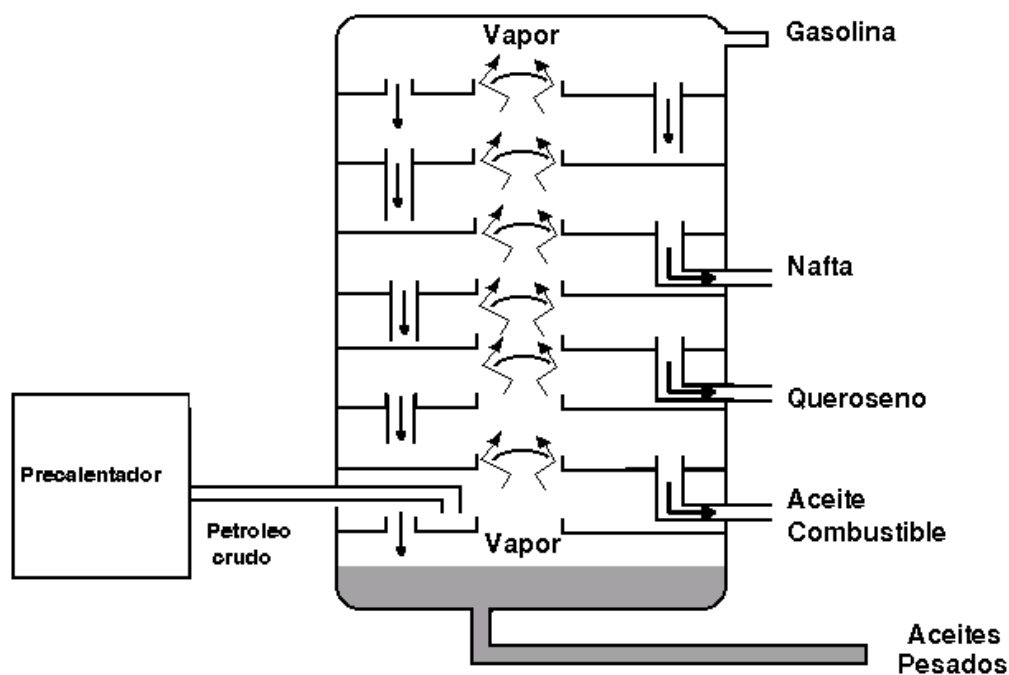 Vapor
Gasolina
Nafta
Queroseno
Precalentador
Petroleo
crudo
Aceite
Combustible
Vapor
Aceites
Pesados